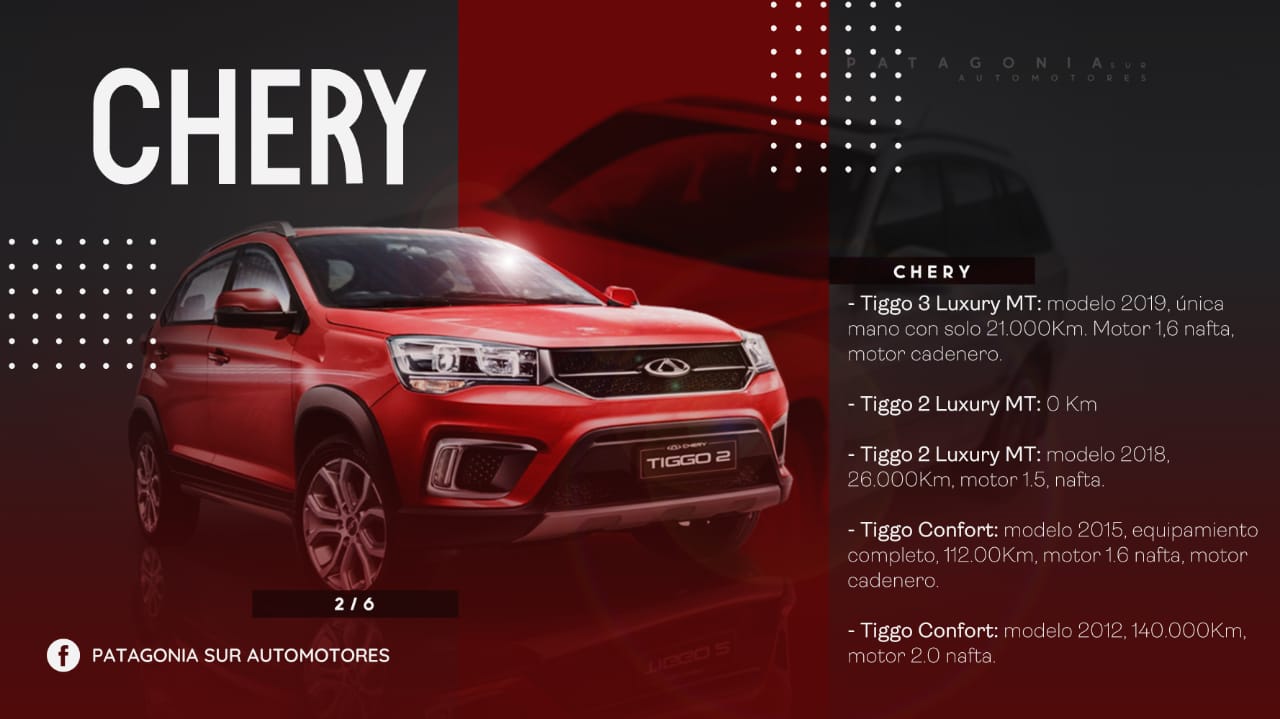 CHERY
PATAGONIA SUR
AUTOMOTORES
CHERY
- Tiggo 3 Luxury MT: modelo 2019, única
mano con solo 21.000Km. Motor 1,6 nafta,
motor cadenero.
- Tiggo 2 Luxury MT: 0 Km
- Tiggo 2 Luxury MT: modelo 2018,
26.000Km, motor 1.5, nafta.
- Tiggo Confort: modelo 2015, equipamiento
completo, 112.00Km, motor 1.6 nafta, motor
cadenero.
- Tiggo Confort: modelo 2012, 140.000Km,
motor 2.0 nafta.
CHERY
TIGGO 2
2/6
PATAGONIA SUR AUTOMOTORES